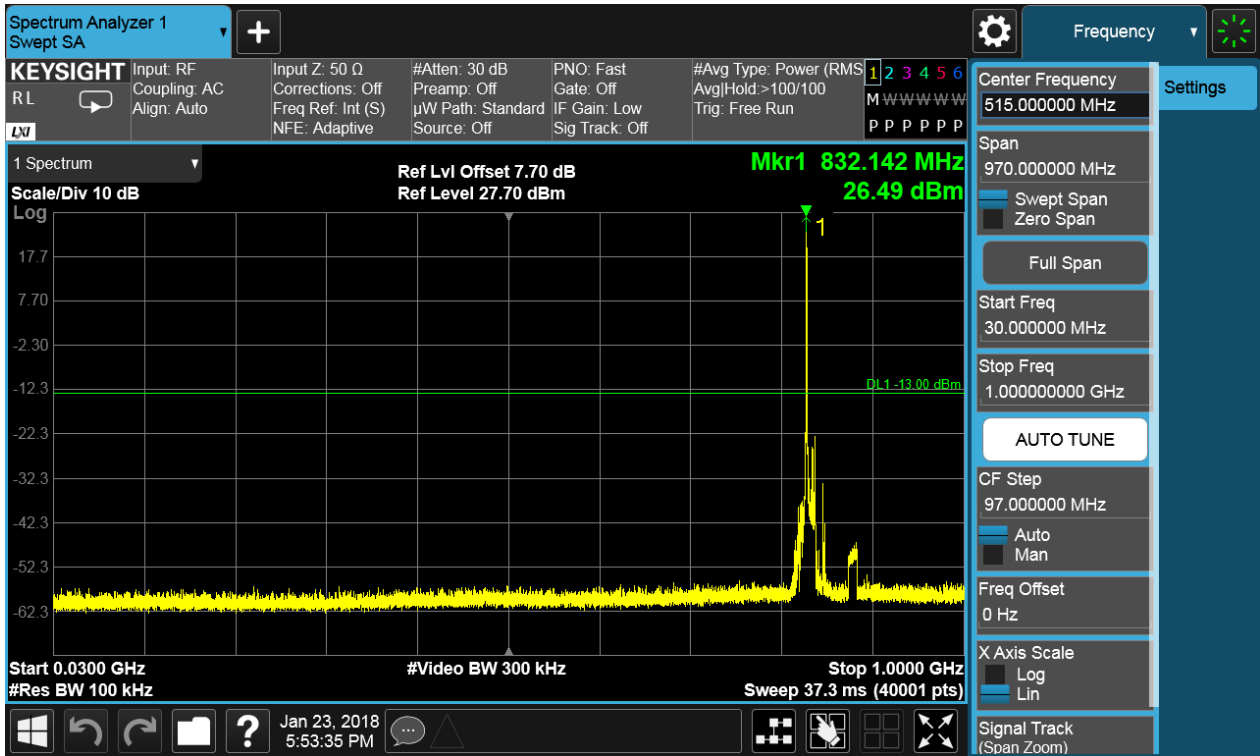 Spectrum Analyzer 1
Swept SA
+
Frequency
KEYSIGHT
R L
LXI
Input: RF
Coupling: AC
Align: Auto
Input Z: 50 Ω
Corrections: Off
Freq Ref: Int (S)
NFE: Adaptive
#Atten: 30 dB
Preamp: Off
µW Path: Standard
Source: Off
PNO: Fast
Gate: Off
IF Gain: Low
Sig Track: Off
#Avg Type: Power (RMS
Avg|Hold:>100/100
Trig: Free Run
1 2 3 4 5 6
M W W W W W
P P P P P P
1 Spectrum
Scale/Div 10 dB
Log
Ref Lvl Offset 7.70 dB
Ref Level 27.70 dBm
Mkr1 832.142 MHz
26.49 dBm
1
17.7
7.70
-2.30
-12.3
DL1 -13.00 dBm
-22.3
-32.3
-42.3
-52.3
-62.3
Start 0.0300 GHz
#Res BW 100 kHz
#Video BW 300 kHz
Stop 1.0000 GHz
Sweep 37.3 ms (40001 pts)
Center Frequency
515.000000 MHz
Span
970.000000 MHz
Swept Span
Zero Span
Full Span
Start Freq
30.000000 MHz
Stop Freq
1.000000000 GHz
AUTO TUNE
CF Step
97.000000 MHz
Auto
Man
Freq Offset
0 Hz
X Axis Scale
Log
Lin
Signal Track
(Span Zoom)
Settings
?
Jan 23, 2018
5:53:35 PM